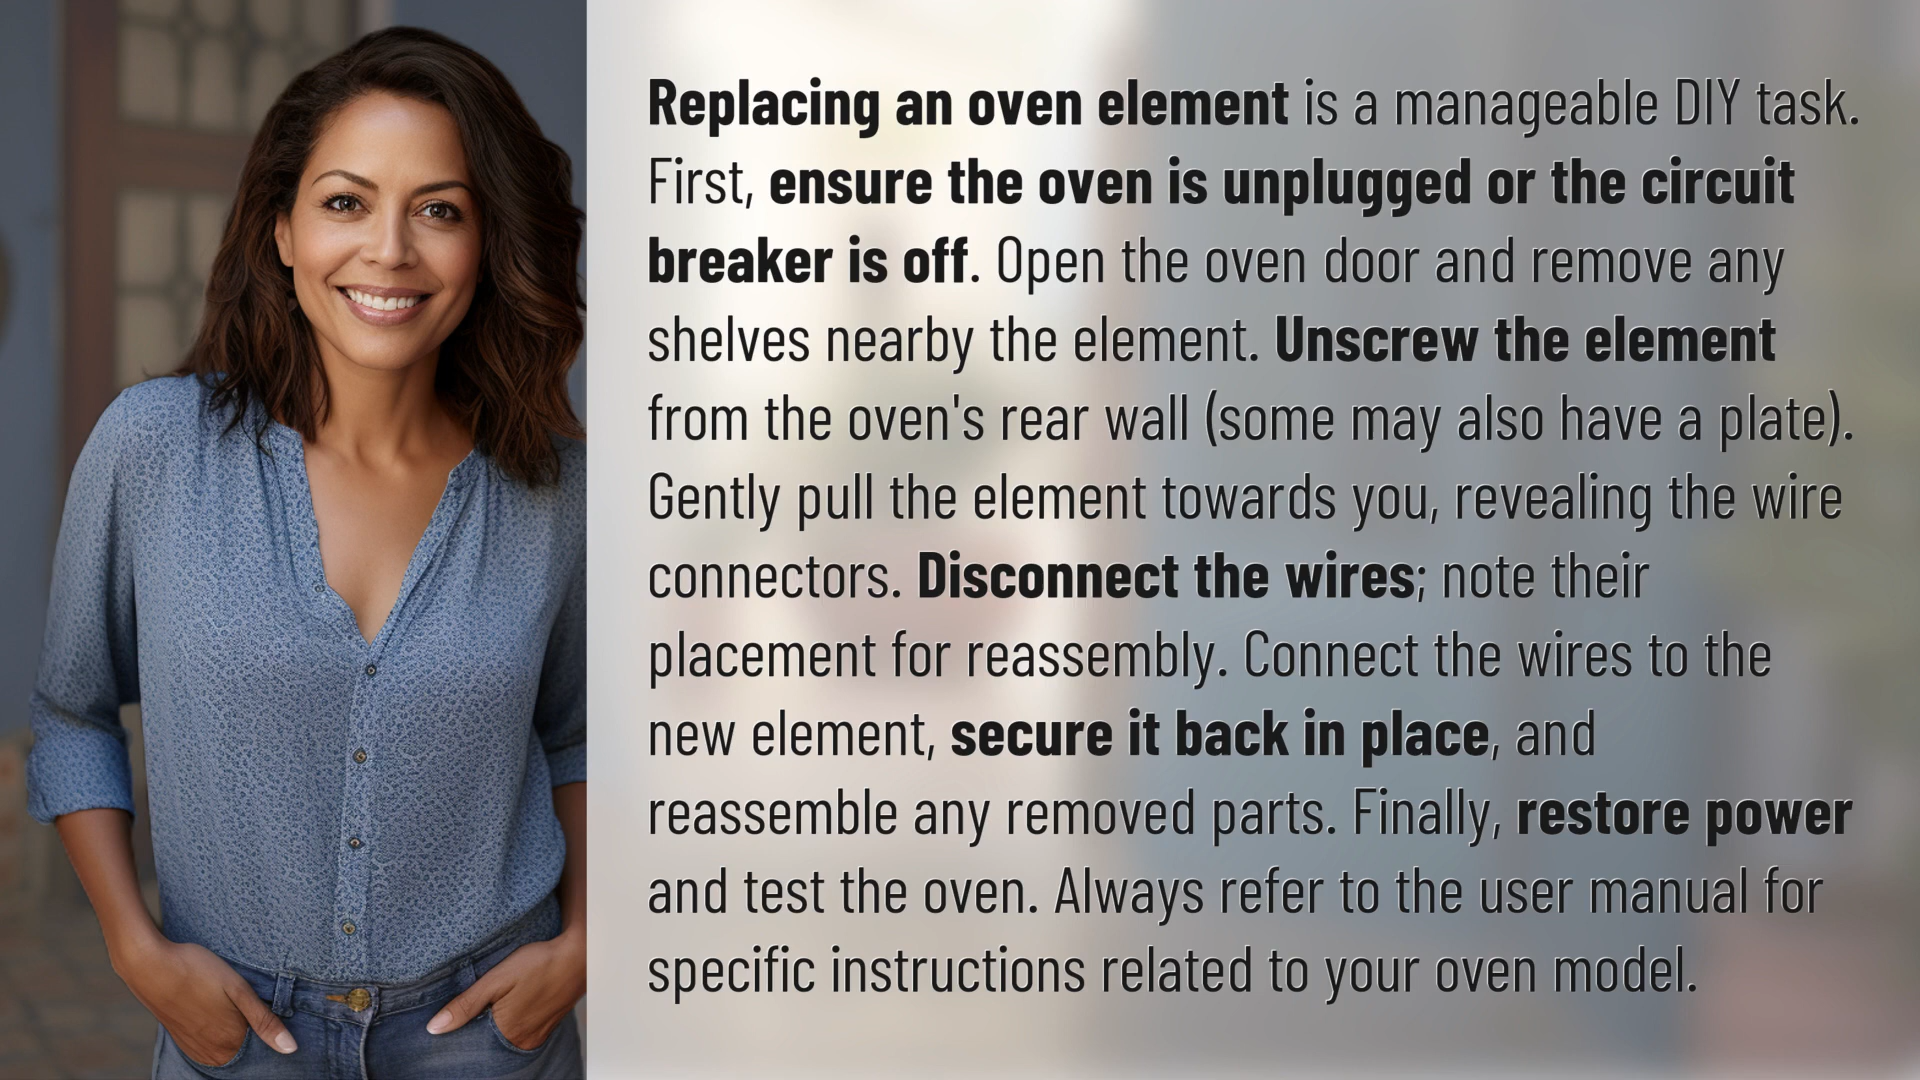 Replacing an oven element is a manageable DIY task.
First, ensure the oven is unplugged or the circuit
breaker is off. Open the oven door and remove any
shelves nearby the element. Unscrew the element
from the oven's rear wall (some may also have a plate).
Gently pull the element towards you, revealing the wire
connectors. Disconnect the wires; note their
placement for reassembly. Connect the wires to the
new element, secure it back in place, and
reassemble any removed parts. Finally, restore power
and test the oven. Always refer to the user manual for
specific instructions related to your oven model.